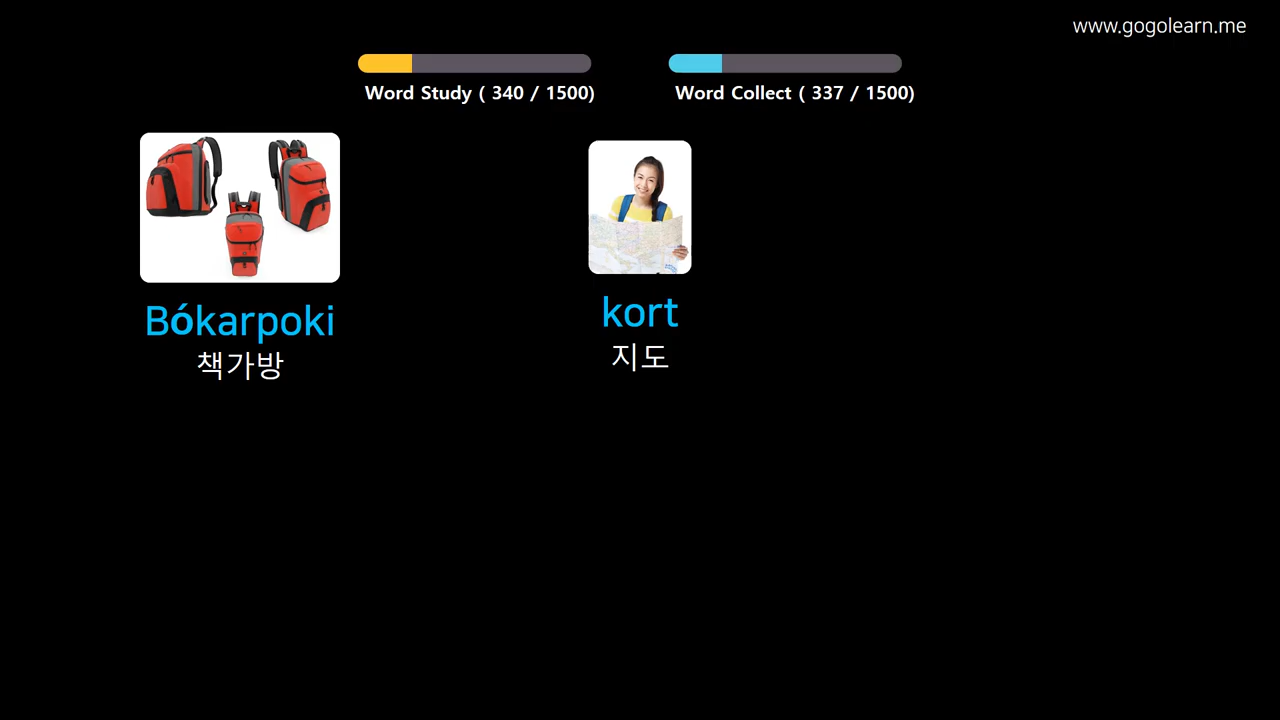 www.gogolearn.me
Word Study ( 340 / 1500)
Word Collect ( 337 / 1500)
Bókarpoki
책가방
kort
지도